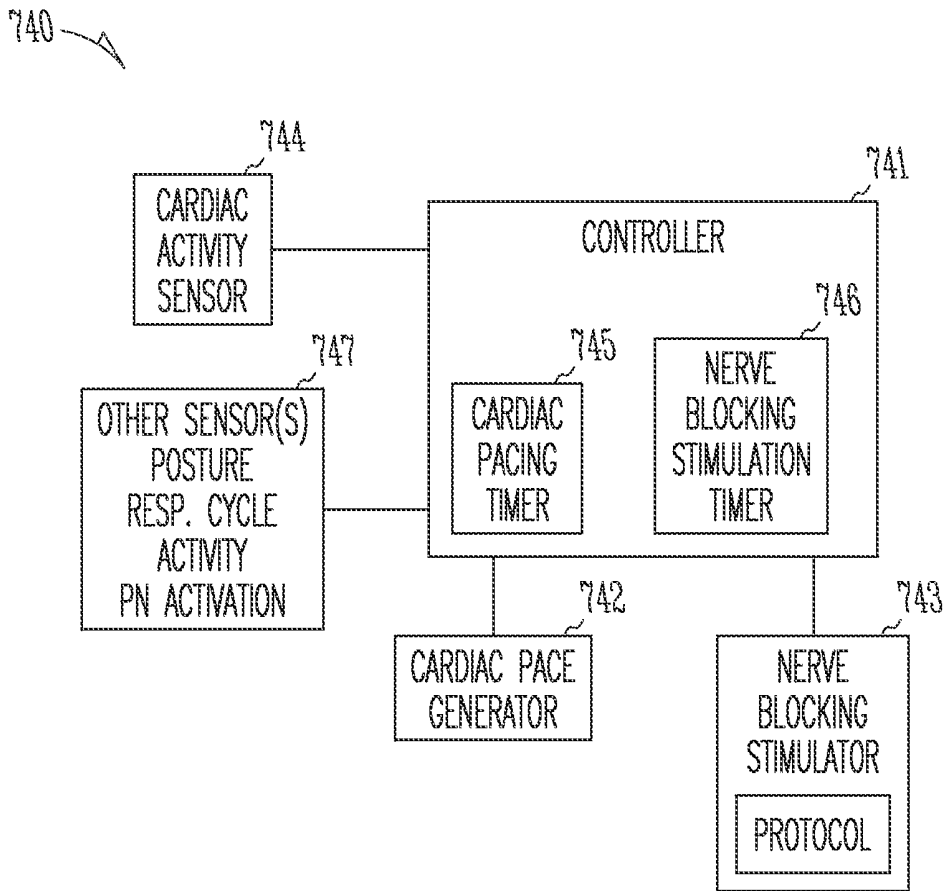 740
744
CARDIAC
ACTIVITY
SENSOR
741
CONTROLLER
747
OTHER SENSOR(S)
POSTURE
RESP. CYCLE
ACTIVITY
PN ACTIVATION
745
CARDIAC
PACING
TIMER
746
NERVE
BLOCKING
STIMULATION
TIMER
742
CARDIAC PACE
GENERATOR
743
NERVE
BLOCKING
STIMULATOR
PROTOCOL